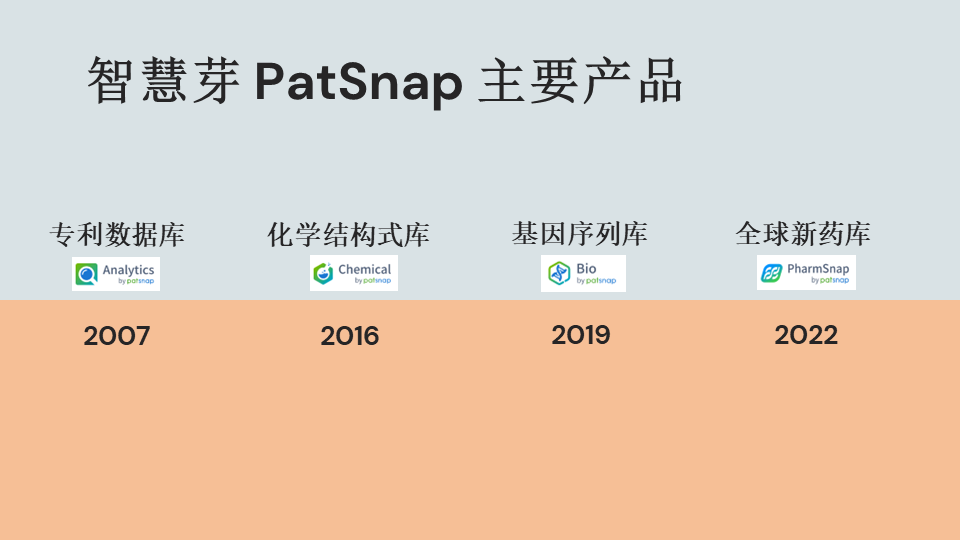 智慧芽 PatSnap 主要产品
专利数据库
Analytics
by patsnap
2007
化学结构式库
Chemical
by patsnap
2016
基因序列库
Bio
by patsnap
2019
全球新药库
PharmSnap
by patsnap
2022